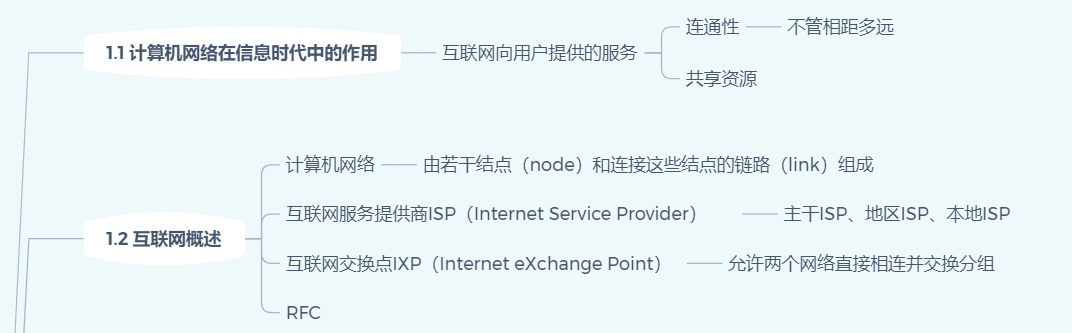 1.1 计算机网络在信息时代中的作用
互联网向用户提供的服务
连通性
不管相距多远
共享资源
1.2 互联网概述
计算机网络
由若干结点（node）和连接这些结点的链路（link）组成
互联网服务提供商ISP（Internet Service Provider）
主干ISP、地区ISP、本地ISP
互联网交换点IXP（Internet eXchange Point）
允许两个网络直接相连并交换分组
RFC